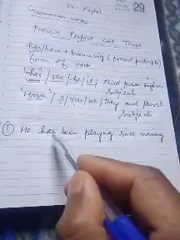 29
Present Perfect Cont. Tense
has/have + been + ing (present participle)
form of verb
has / she / he / it / third person singular
subject
"Have" / I / you / we / they and plural
subject
① He has been playing since morning